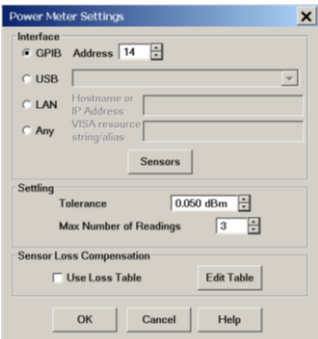 Power Meter Settings
Interface
GPIB Address 14
USB
LAN Hostname or IP Address
Any VISA resource string/alias
Sensors
Settling
Tolerance 0.050 dBm
Max Number of Readings 3
Sensor Loss Compensation
Use Loss Table Edit Table
OK Cancel Help